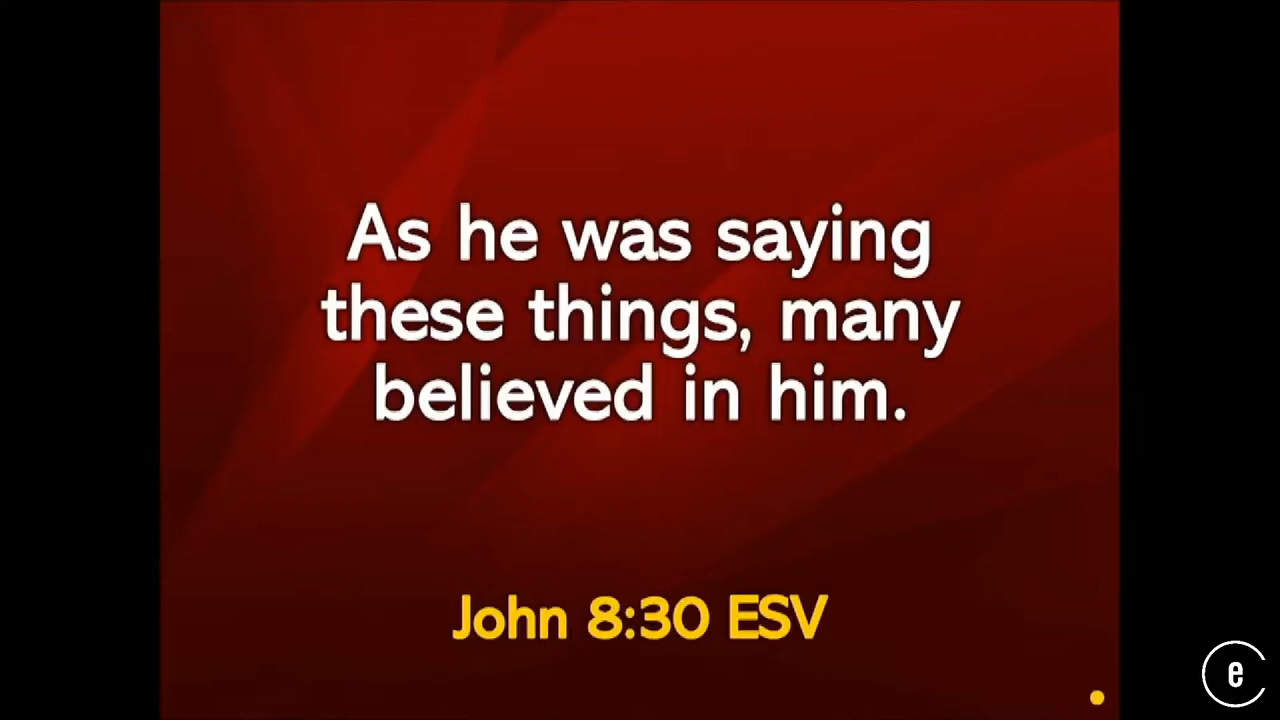 As he was saying
these things, many
believed in him.
John 8:30 ESV
e